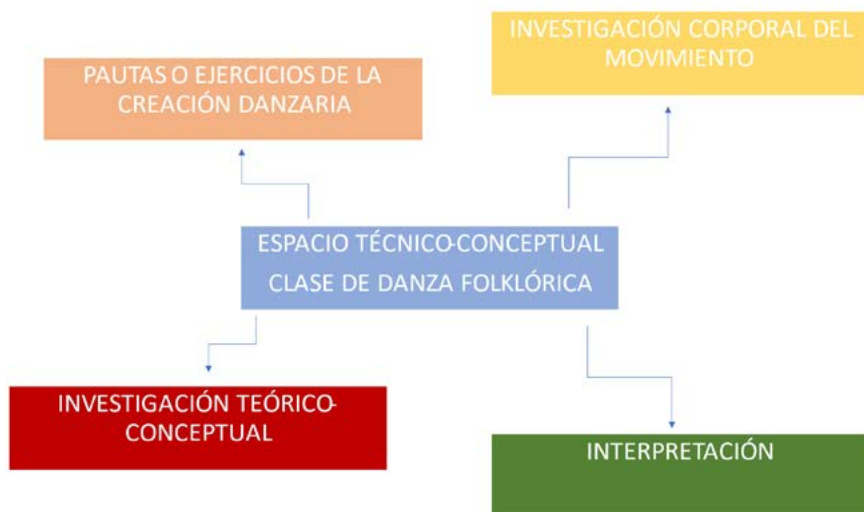 INVESTIGACIÓN CORPORAL DEL
MOVIMIENTO
PAUTAS O EJERCICIOS DE LA
CREACIÓN DANZARIA
ESPACIO TÉCNICO-CONCEPTUAL
CLASE DE DANZA FOLKLÓRICA
INVESTIGACIÓN TEÓRICO-
CONCEPTUAL
INTERPRETACIÓN